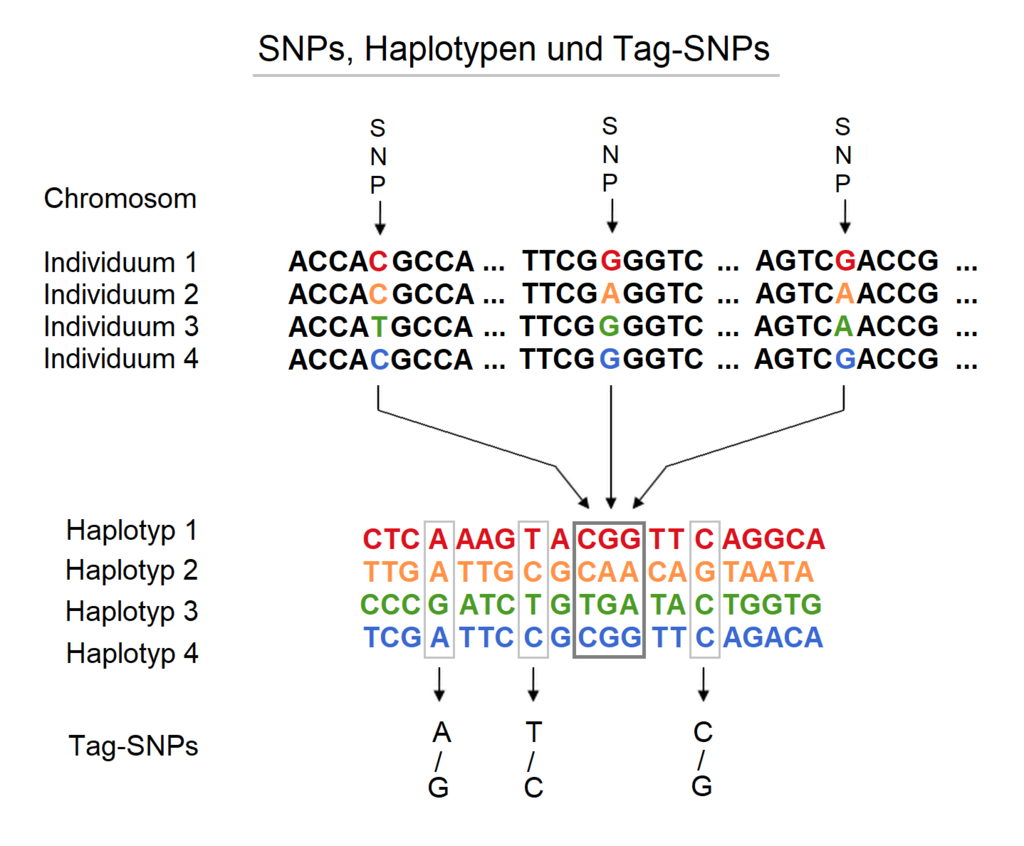 SNPs, Haplotypen und Tag-SNPs
S S S
N N N
P P P
Chromosom
Individuum 1 ACCACGCCA ... TTCGGGGTC ... AGTCGACCG ...
Individuum 2 ACCACGCCA ... TTCGAGGTC ... AGTCAACCG ...
Individuum 3 ACCATGCCA ... TTCGGGGTC ... AGTCAACCG ...
Individuum 4 ACCACGCCA ... TTCGGGGTC ... AGTCGACCG ...
Haplotyp 1 CTC A AAG T A CGG TT C AGGCA
Haplotyp 2 TTG A TTG C G CAA CA G TAATA
Haplotyp 3 CCC G ATC T G TGA TA C TGGTG
Haplotyp 4 TCG A TTC C G CGG TT C AGACA
Tag-SNPs
A T C
/ / /
G C G